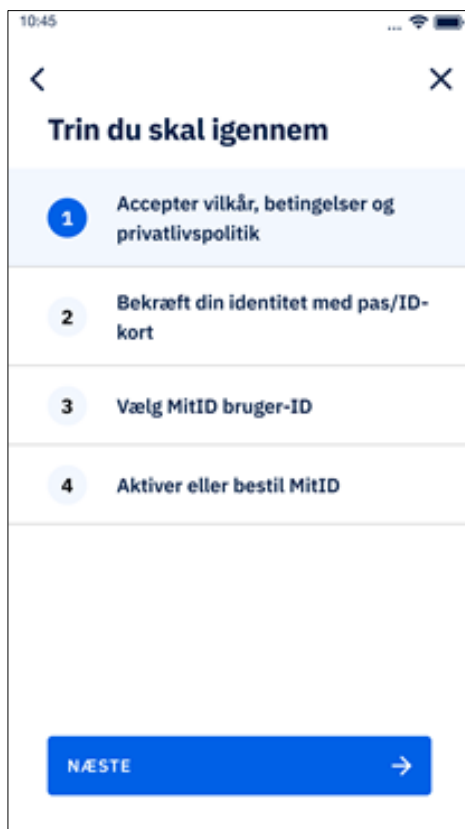 10:45
...
Trin du skal igennem
1
Accepter vilkår, betingelser og
privatlivspolitik
2
Bekræft din identitet med pas/ID-
kort
3
Vælg MitID bruger-ID
4
Aktiver eller bestil MitID
NÆSTE